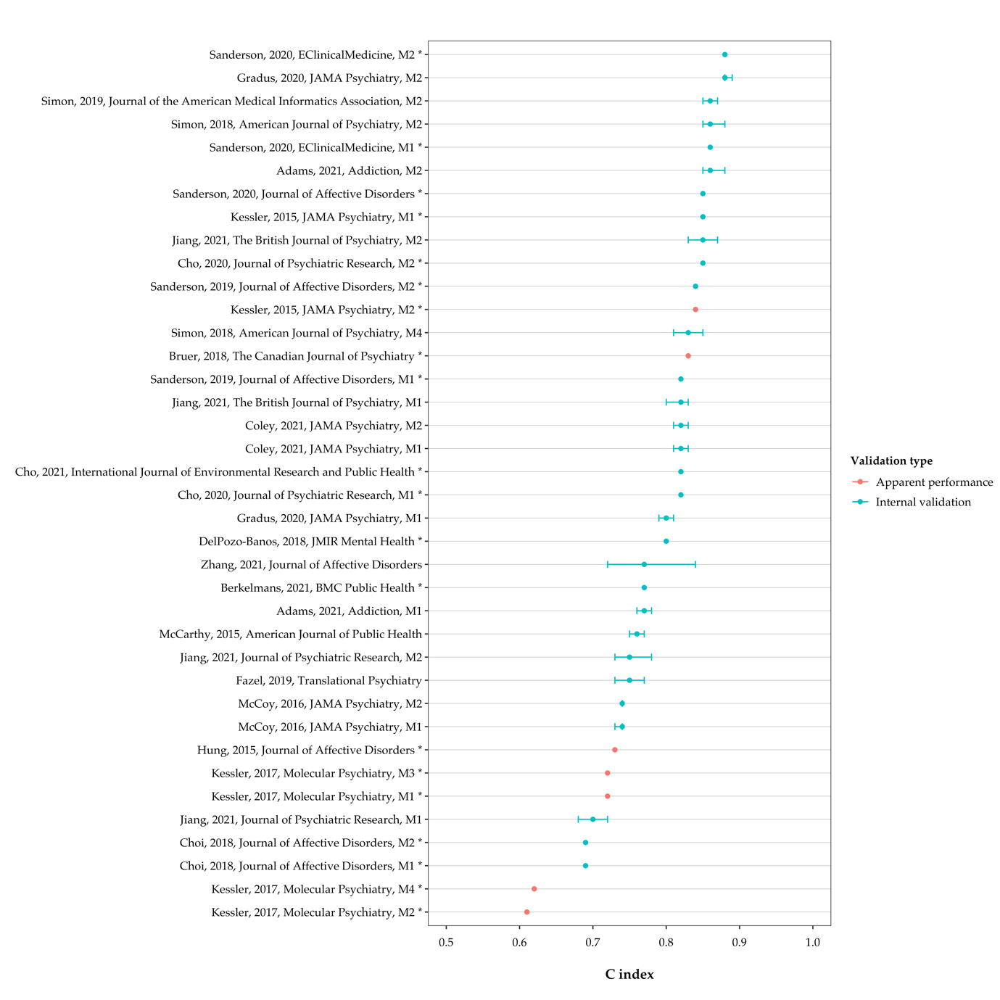 Sanderson, 2020, EClinicalMedicine, M2 *
Gradus, 2020, JAMA Psychiatry, M2
Simon, 2019, Journal of the American Medical Informatics Association, M2
Simon, 2018, American Journal of Psychiatry, M2
Sanderson, 2020, EClinicalMedicine, M1 *
Adams, 2021, Addiction, M2
Sanderson, 2020, Journal of Affective Disorders *
Kessler, 2015, JAMA Psychiatry, M1 *
Jiang, 2021, The British Journal of Psychiatry, M2
Cho, 2020, Journal of Psychiatric Research, M2 *
Sanderson, 2019, Journal of Affective Disorders, M2 *
Kessler, 2015, JAMA Psychiatry, M2 *
Simon, 2018, American Journal of Psychiatry, M4
Bruer, 2018, The Canadian Journal of Psychiatry *
Sanderson, 2019, Journal of Affective Disorders, M1 *
Jiang, 2021, The British Journal of Psychiatry, M1
Coley, 2021, JAMA Psychiatry, M2
Coley, 2021, JAMA Psychiatry, M1
Cho, 2021, International Journal of Environmental Research and Public Health *
Cho, 2020, Journal of Psychiatric Research, M1 *
Gradus, 2020, JAMA Psychiatry, M1
DelPozo-Banos, 2018, JMIR Mental Health *
Zhang, 2021, Journal of Affective Disorders
Berkelmans, 2021, BMC Public Health *
Adams, 2021, Addiction, M1
McCarthy, 2015, American Journal of Public Health
Jiang, 2021, Journal of Psychiatric Research, M2
Fazel, 2019, Translational Psychiatry
McCoy, 2016, JAMA Psychiatry, M2
McCoy, 2016, JAMA Psychiatry, M1
Hung, 2015, Journal of Affective Disorders *
Kessler, 2017, Molecular Psychiatry, M3 *
Kessler, 2017, Molecular Psychiatry, M1 *
Jiang, 2021, Journal of Psychiatric Research, M1
Choi, 2018, Journal of Affective Disorders, M2 *
Choi, 2018, Journal of Affective Disorders, M1 *
Kessler, 2017, Molecular Psychiatry, M4 *
Kessler, 2017, Molecular Psychiatry, M2 *
0.5 0.6 0.7 0.8 0.9 1.0
C index
Validation type
Apparent performance
Internal validation